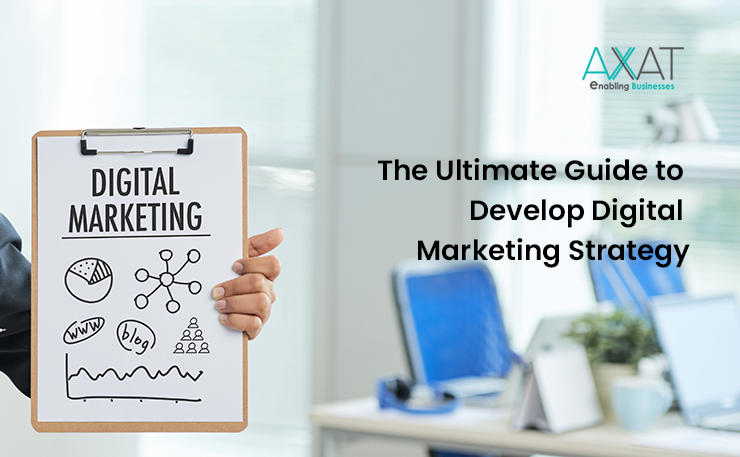 AXAT
enabling Businesses
The Ultimate Guide to
Develop Digital
Marketing Strategy
DIGITAL
MARKETING
www
blog